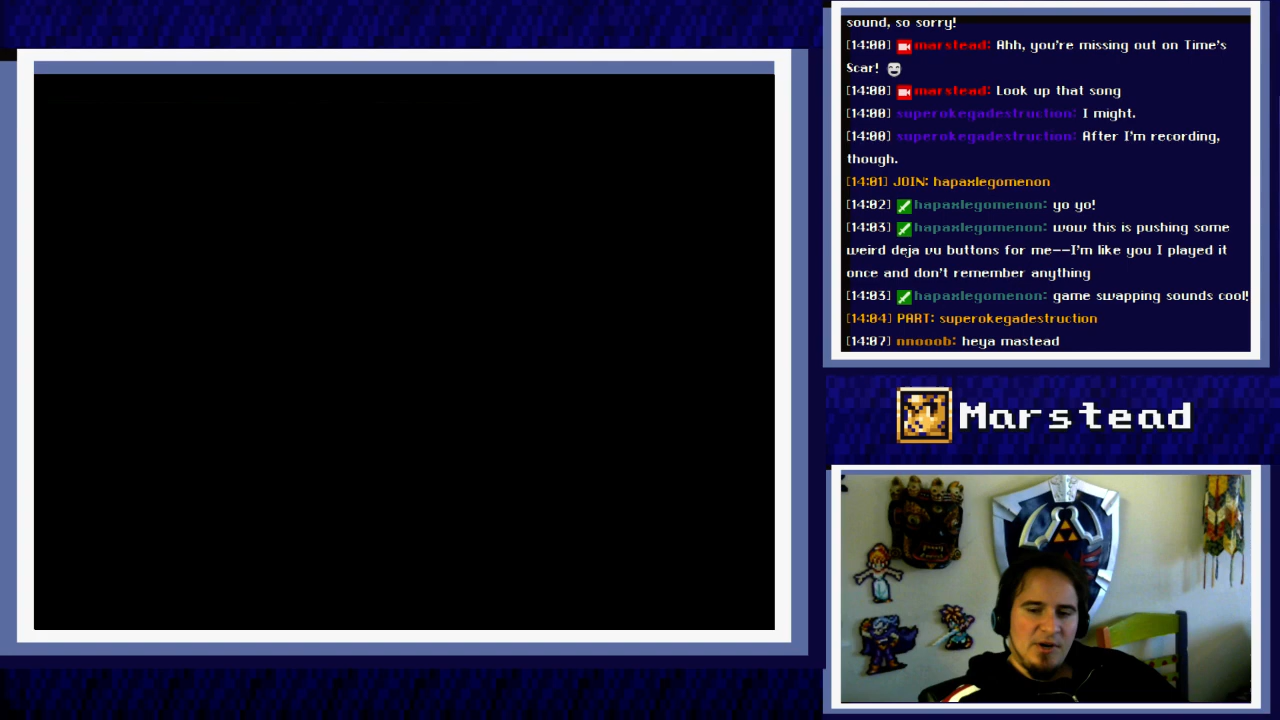 sound, so sorry!
[14:00] marstead: Ahh, you're missing out on Time's
Scar!
[14:00] marstead: Look up that song
[14:00] superokegadestruction: I might.
[14:00] superokegadestruction: After I'm recording,
though.
[14:01] JOIN: hapaxlegomenon
[14:02] hapaxlegomenon: yo yo!
[14:03] hapaxlegomenon: wow this is pushing some
weird deja vu buttons for me--I'm like you I played it
once and don't remember anything
[14:03] hapaxlegomenon: game swapping sounds cool!
[14:04] PART: superokegadestruction
[14:07] nnooob: heya mastead
Marstead